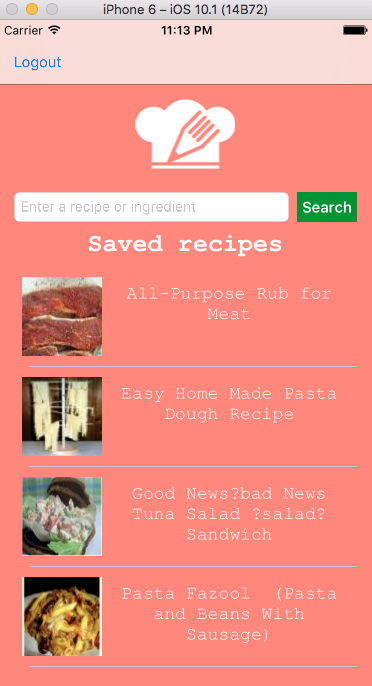 iPhone 6 – iOS 10.1 (14B72)
Carrier 11:13 PM
Logout
Enter a recipe or ingredient Search
Saved recipes
All-Purpose Rub for
Meat
Easy Home Made Pasta
Dough Recipe
Good News?bad News
Tuna Salad ?salad?
Sandwich
Pasta Fazool  (Pasta
and Beans With
Sausage)